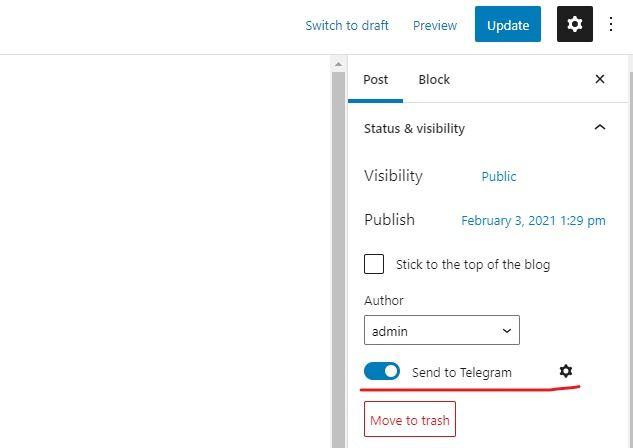 Switch to draft Preview Update
Post Block
Status & visibility
Visibility Public
Publish February 3, 2021 1:29 pm
Stick to the top of the blog
Author
admin
Send to Telegram
Move to trash